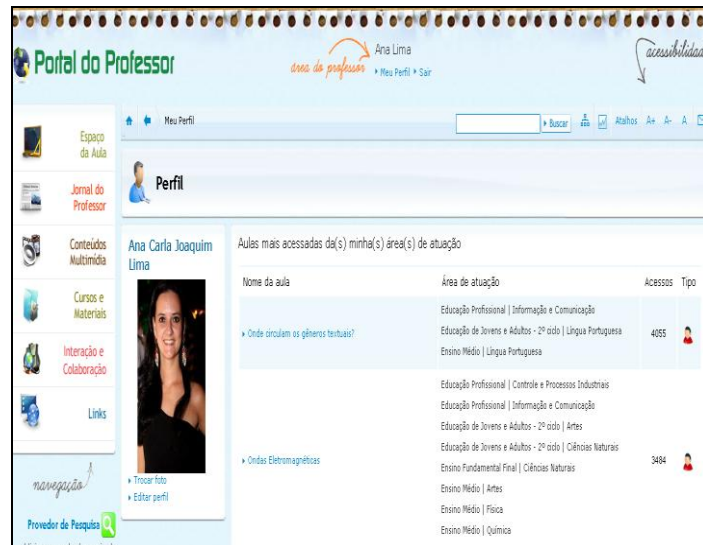 Portal do Professor
área do professor
Ana Lima
Meu Perfil Sair
acessibilidad
Meu Perfil
Buscar
Atalhos A+ A- A
Espaço
da Aula
Jornal do
Professor
Conteúdos
Multimídia
Cursos e
Materiais
Interação e
Colaboração
Links
navegação
Provedor de Pesquisa
Perfil
Ana Carla Joaquim
Lima
Trocar foto
Editar perfil
Aulas mais acessadas da(s) minha(s) área(s) de atuação
Nome da aula Área de atuação Acessos Tipo
Onde circulam os gêneros textuais?
Educação Profissional | Informação e Comunicação
Educação de Jovens e Adultos - 2º ciclo | Língua Portuguesa
Ensino Médio | Língua Portuguesa
4055
Ondas Eletromagnéticas
Educação Profissional | Controle e Processos Industriais
Educação Profissional | Informação e Comunicação
Educação de Jovens e Adultos - 2º ciclo | Artes
Educação de Jovens e Adultos - 2º ciclo | Ciências Naturais
Ensino Fundamental Final | Ciências Naturais
Ensino Médio | Artes
Ensino Médio | Física
Ensino Médio | Química
3484